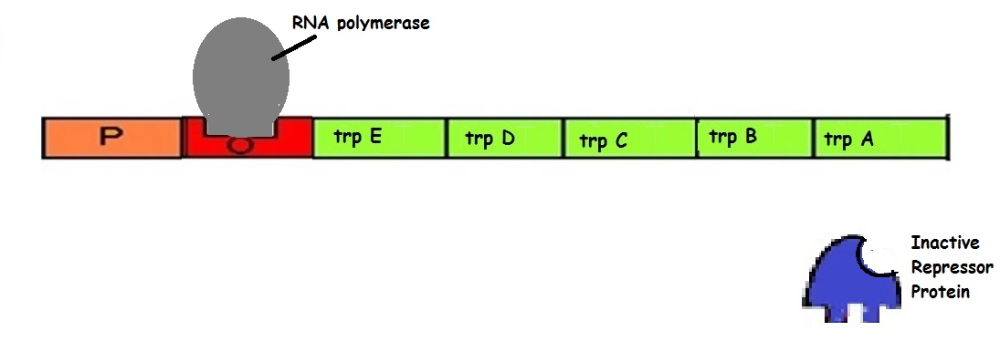 RNA polymerase
P O trp E trp D trp C trp B trp A
Inactive
Repressor
Protein